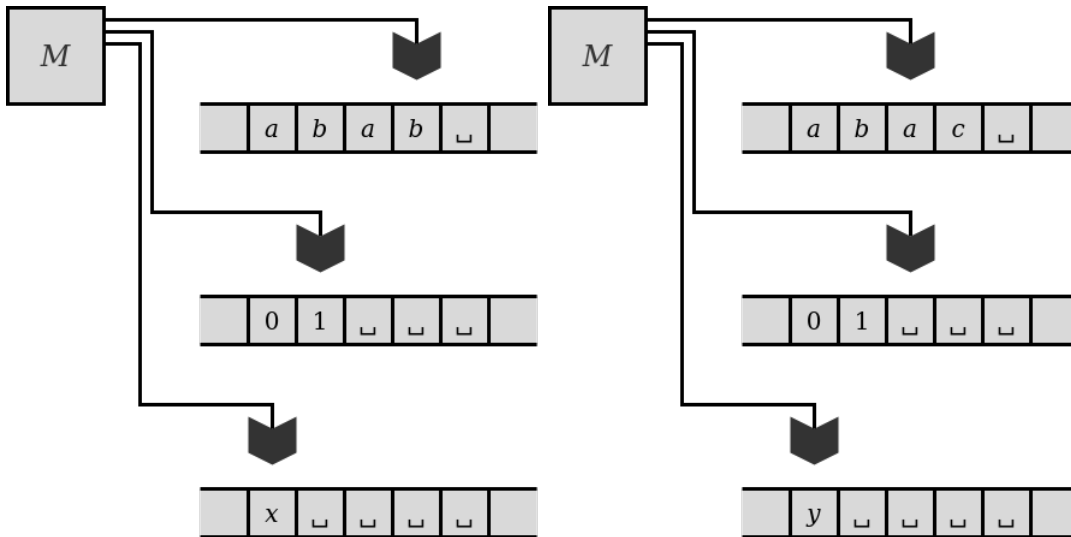 M M
a b a b ␣ a b a c ␣
0 1 ␣ ␣ ␣ 0 1 ␣ ␣ ␣
x ␣ ␣ ␣ ␣ y ␣ ␣ ␣ ␣